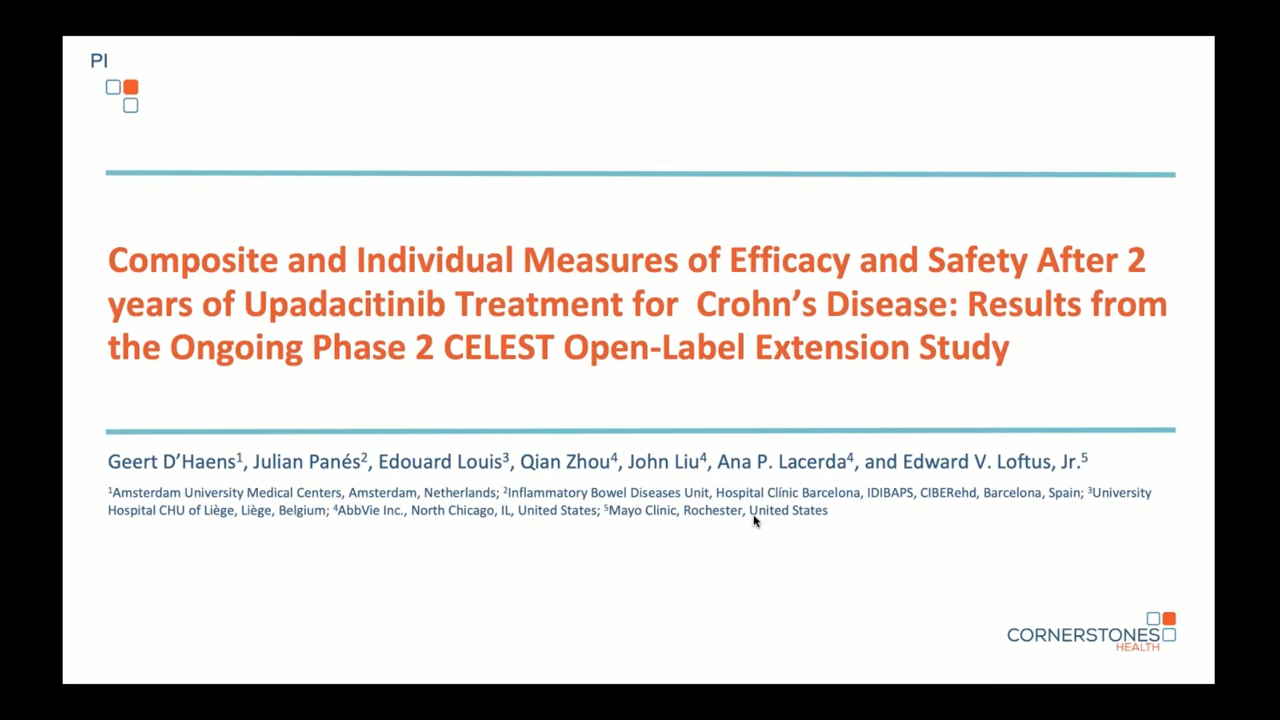 PI
Composite and Individual Measures of Efficacy and Safety After 2
years of Upadacitinib Treatment for  Crohn’s Disease: Results from
the Ongoing Phase 2 CELEST Open-Label Extension Study
Geert D’Haens¹, Julian Panés², Edouard Louis³, Qian Zhou⁴, John Liu⁴, Ana P. Lacerda⁴, and Edward V. Loftus, Jr.⁵
¹Amsterdam University Medical Centers, Amsterdam, Netherlands; ²Inflammatory Bowel Diseases Unit, Hospital Clínic Barcelona, IDIBAPS, CIBERehd, Barcelona, Spain; ³University
Hospital CHU of Liège, Liège, Belgium; ⁴AbbVie Inc., North Chicago, IL, United States; ⁵Mayo Clinic, Rochester, United States
CORNERSTONES
HEALTH